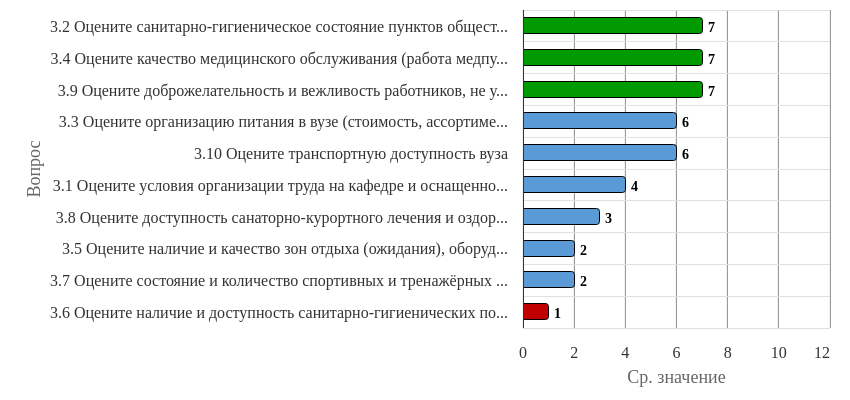 3.2 Оцените санитарно-гигиеническое состояние пунктов общест... 7
3.4 Оцените качество медицинского обслуживания (работа медпу... 7
3.9 Оцените доброжелательность и вежливость работников, не у... 7
3.3 Оцените организацию питания в вузе (стоимость, ассортиме... 6
3.10 Оцените транспортную доступность вуза 6
3.1 Оцените условия организации труда на кафедре и оснащенно... 4
3.8 Оцените доступность санаторно-курортного лечения и оздор... 3
3.5 Оцените наличие и качество зон отдыха (ожидания), оборуд... 2
3.7 Оцените состояние и количество спортивных и тренажёрных ... 2
3.6 Оцените наличие и доступность санитарно-гигиенических по... 1
Вопрос
0 2 4 6 8 10 12
Ср. значение